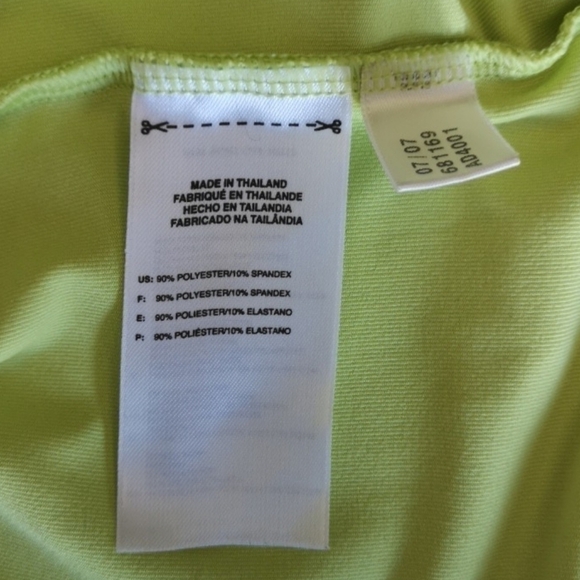 MADE IN THAILAND
FABRIQUÉ EN THAILANDE
HECHO EN TAILANDIA
FABRICADO NA TAILÂNDIA
US: 90% POLYESTER/10% SPANDEX
F: 90% POLYESTER/10% SPANDEX
E: 90% POLIESTER/10% ELASTANO
P: 90% POLIÉSTER/10% ELASTANO
07/07
681169
AD4001